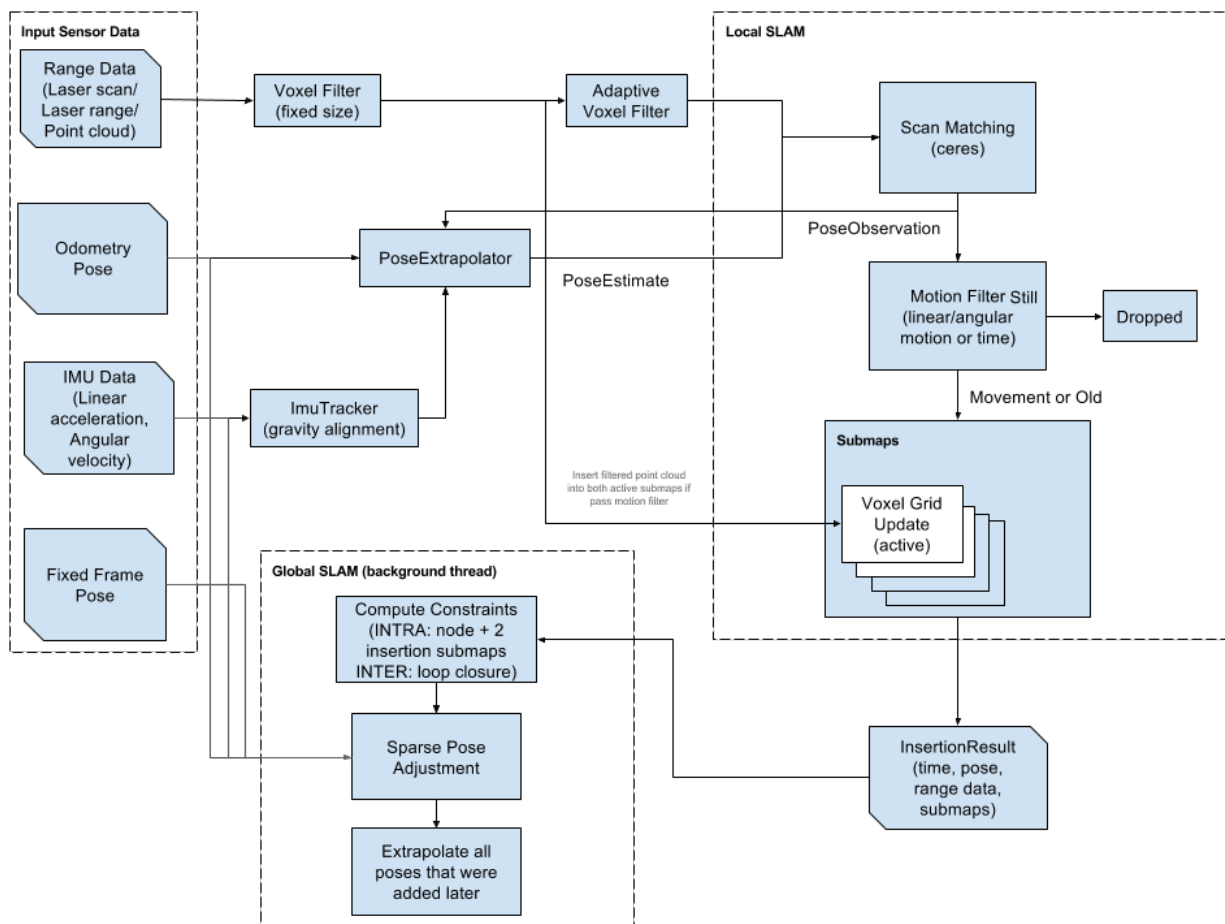 Input Sensor Data
Range Data
(Laser scan/
Laser range/
Point cloud)
Voxel Filter
(fixed size)
Adaptive
Voxel Filter
Local SLAM
Scan Matching
(ceres)
Odometry
Pose
PoseExtrapolator
PoseEstimate
PoseObservation
Motion Filter
(linear/angular
motion or time)
Still
Dropped
Movement or Old
IMU Data
(Linear
acceleration,
Angular
velocity)
ImuTracker
(gravity alignment)
Insert filtered point cloud
into both active submaps if
pass motion filter
Submaps
Voxel Grid
Update
(active)
Fixed Frame
Pose
Global SLAM (background thread)
Compute Constraints
(INTRA: node + 2
insertion submaps
INTER: loop closure)
Sparse Pose
Adjustment
Extrapolate all
poses that were
added later
InsertionResult
(time, pose,
range data,
submaps)